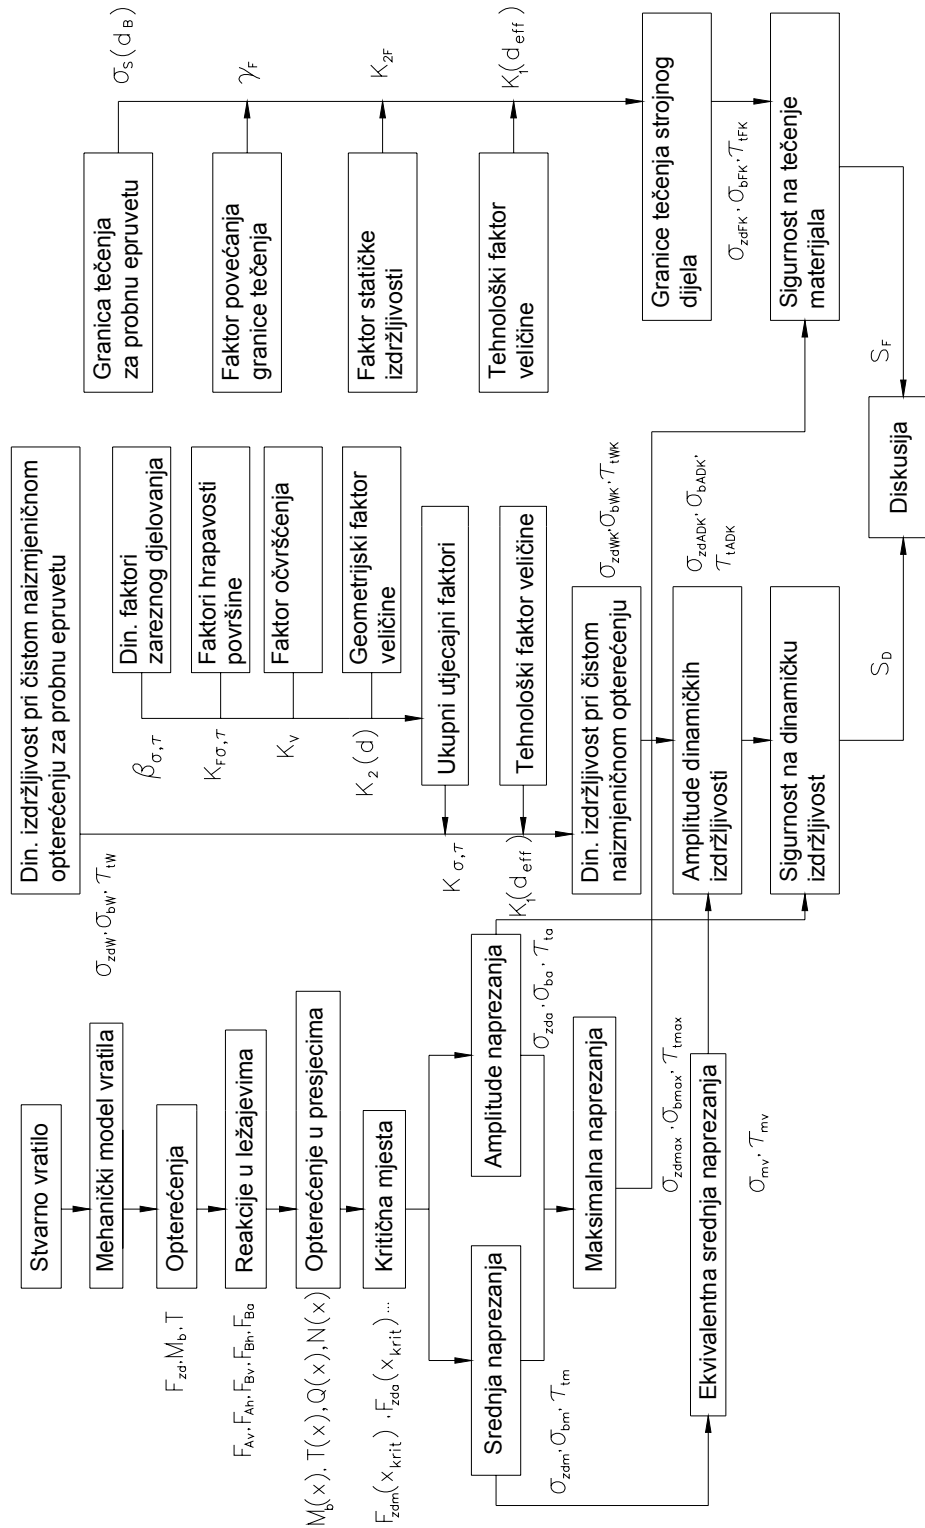 Stvarno vratilo
Mehanički model vratila
Opterećenja
F_zd, M_b, T
Reakcije u ležajevima
F_Av, F_Ah, F_Bv, F_Bh, F_Ba
Opterećenje u presjecima
M_b(x), T(x), Q(x), N(x)
Kritična mjesta
F_zdm(x_krit), F_zda(x_krit)...
Srednja naprezanja
σ_zdm, σ_bm, τ_tm
Amplitude naprezanja
σ_zda, σ_ba, τ_ta
Maksimalna naprezanja
σ_zdmax, σ_bmax, τ_tmax
Ekvivalentna srednja naprezanja
σ_mv, τ_mv
Din. izdržljivost pri čistom naizmjeničnom
opterećenju za probnu epruvetu
σ_zdW, σ_bW, τ_tW
Din. faktori
zareznog djelovanja
β_σ,τ
Faktori hrapavosti
površine
K_Fσ,τ
Faktor očvršćenja
K_V
Geometrijski faktor
veličine
K_2(d)
Ukupni utjecajni faktori
K_σ,τ
Tehnološki faktor veličine
K_1(d_eff)
Din. izdržljivost pri čistom
naizmjeničnom opterećenju
σ_zdWK, σ_bWK, τ_tWK
Amplitude dinamičkih
izdržljivosti
σ_zdADK, σ_bADK,
τ_tADK
Sigurnost na dinamičku
izdržljivost
S_D
Granica tečenja
za probnu epruvetu
σ_S(d_B)
Faktor povećanja
granice tečenja
γ_F
Faktor statičke
izdržljivosti
K_2F
Tehnološki faktor
veličine
K_1(d_eff)
Granice tečenja strojnog
dijela
σ_zdFK, σ_bFK, τ_tFK
Sigurnost na tečenje
materijala
S_F
Diskusija